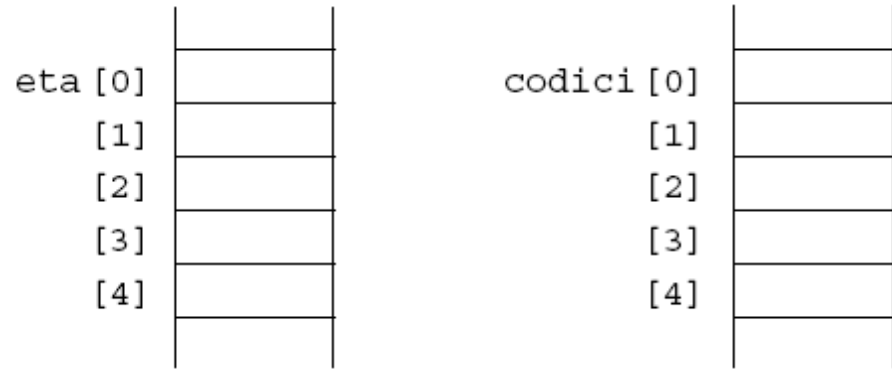 eta [0] codici [0]
[1] [1]
[2] [2]
[3] [3]
[4] [4]